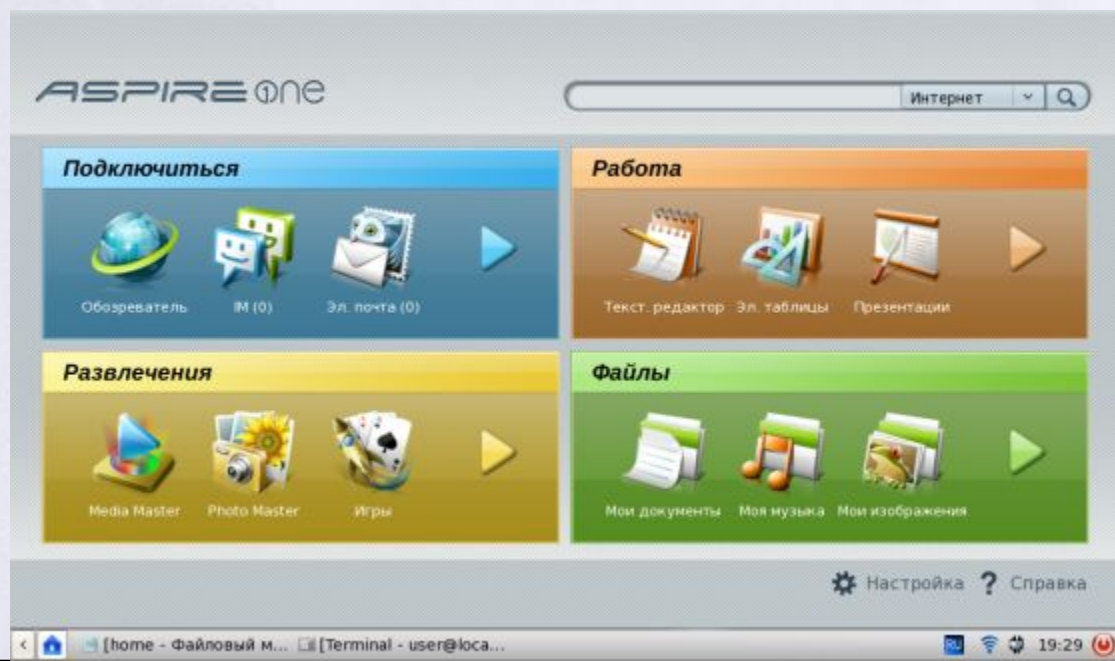 ASPIRE one
Интернет
Подключиться
Обозреватель IM (0) Эл. почта (0)
Работа
Текст. редактор Эл. таблицы Презентации
Развлечения
Media Master Photo Master Игры
Файлы
Мои документы Моя музыка Мои изображения
Настройка ? Справка
< [home - Файловый м... [Terminal - user@loca... RU 19:29